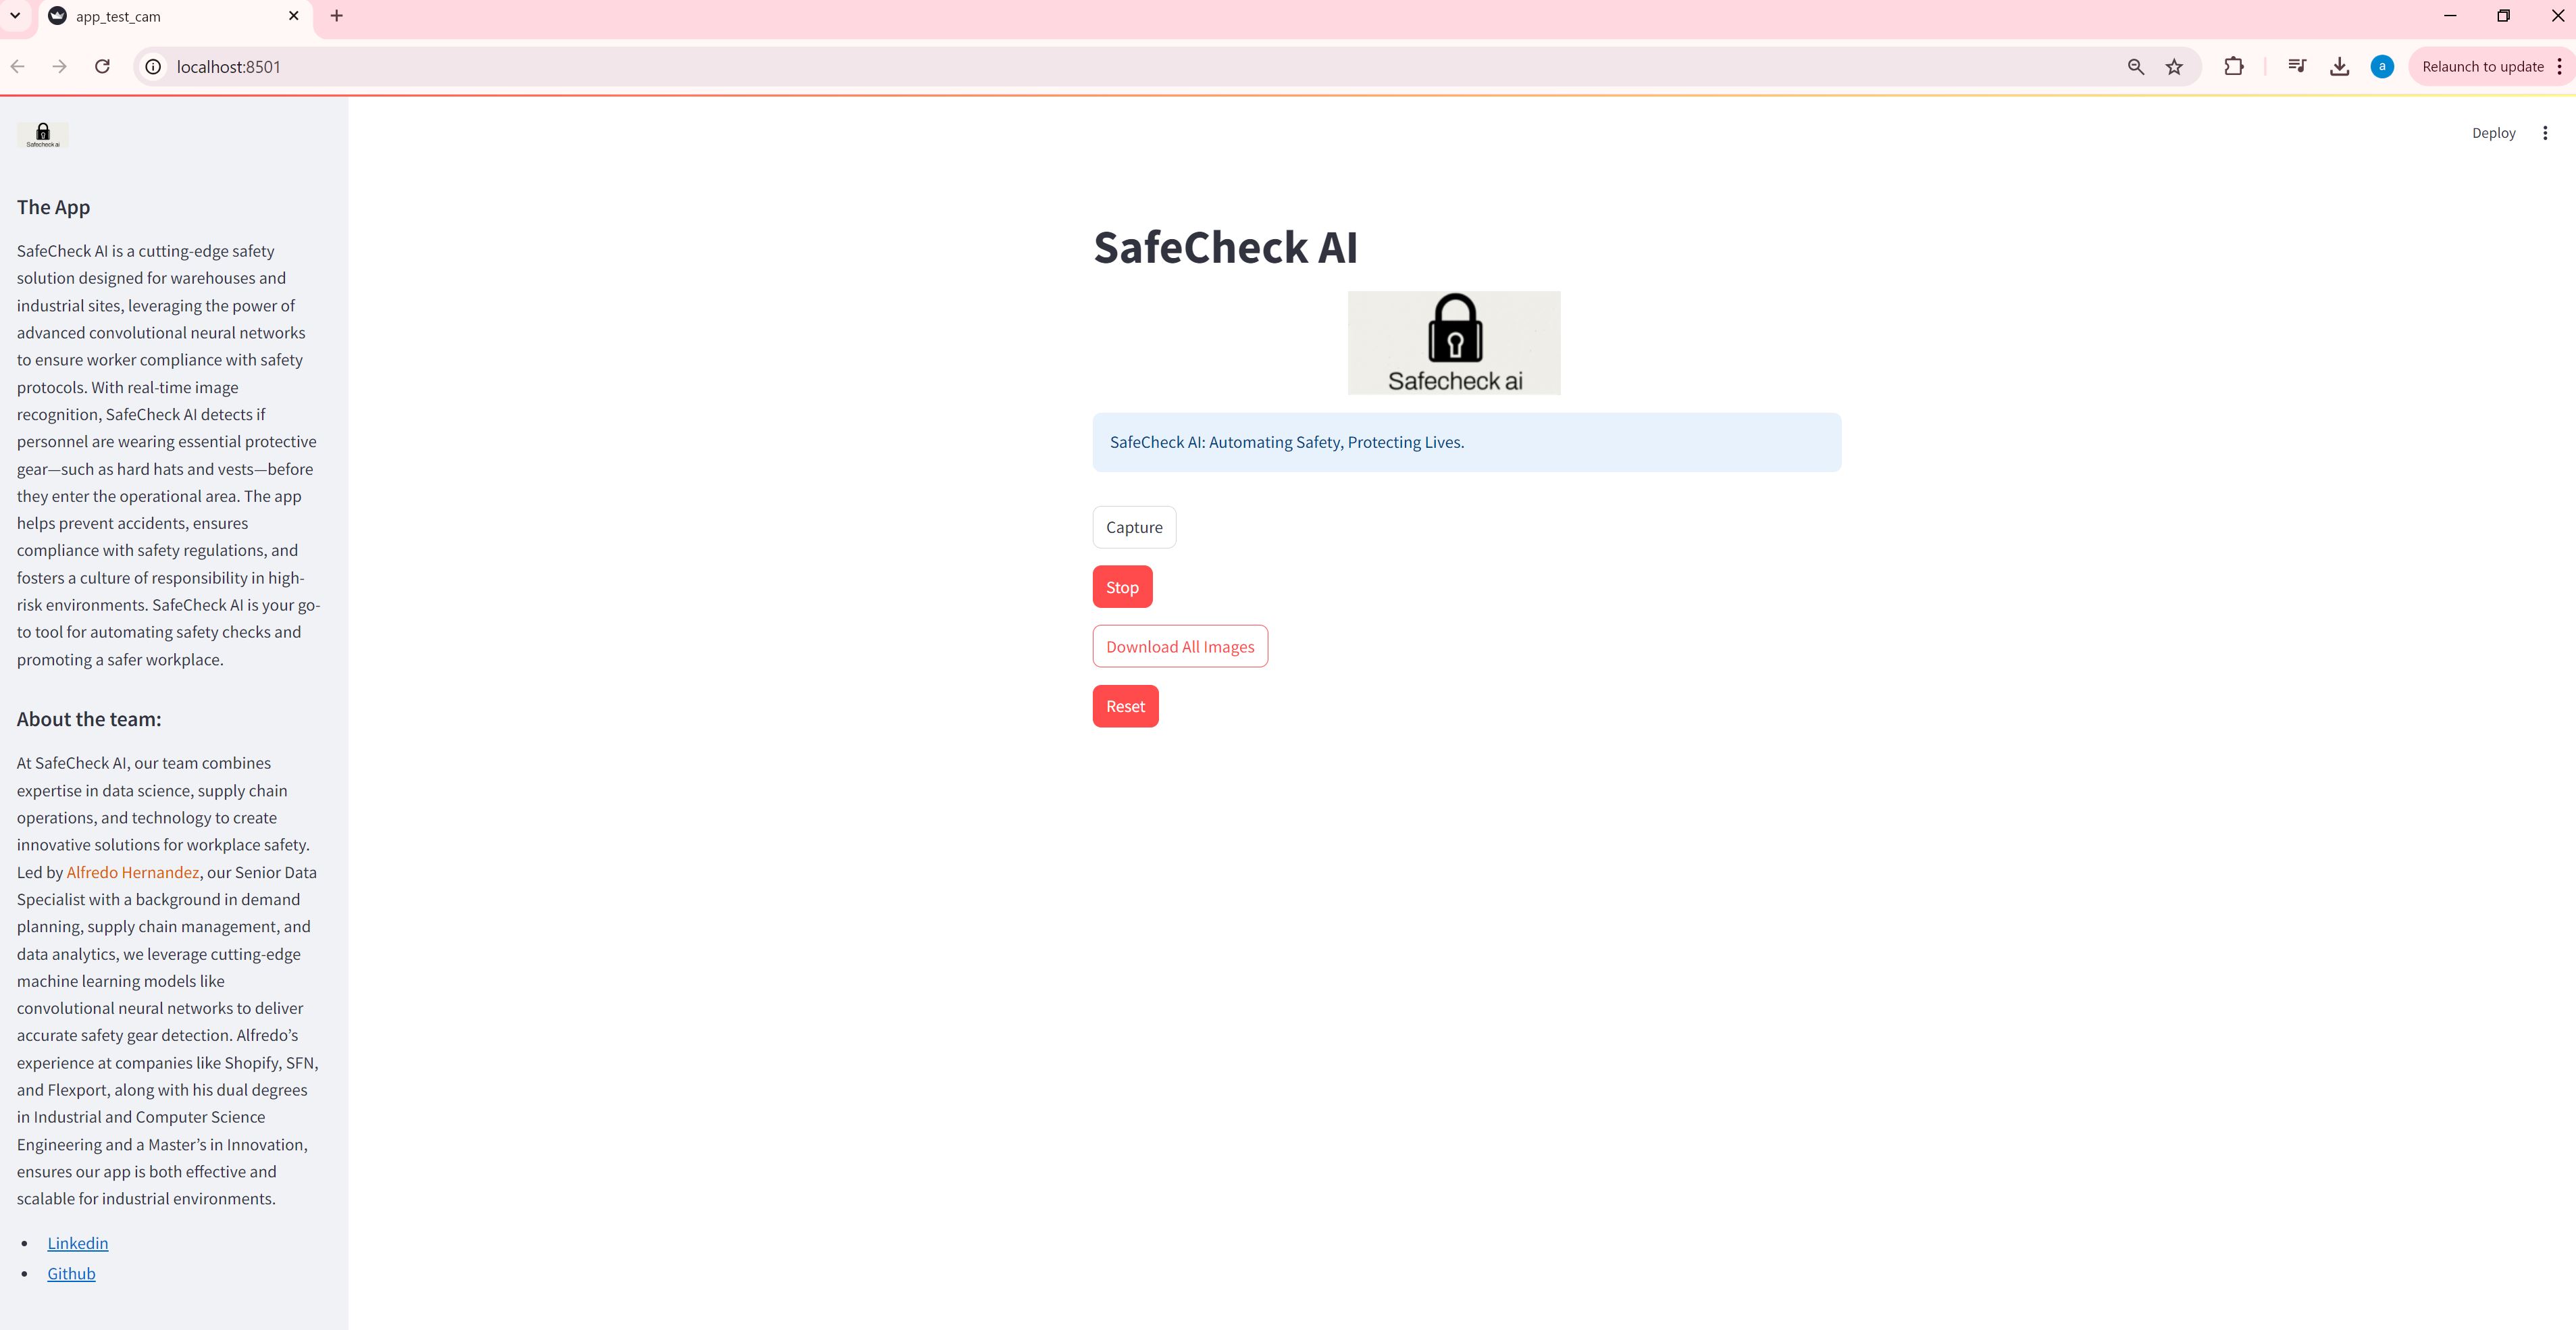 app_test_cam
localhost:8501
a
Relaunch to update
Safecheck ai
The App
SafeCheck AI is a cutting-edge safety
solution designed for warehouses and
industrial sites, leveraging the power of
advanced convolutional neural networks
to ensure worker compliance with safety
protocols. With real-time image
recognition, SafeCheck AI detects if
personnel are wearing essential protective
gear—such as hard hats and vests—before
they enter the operational area. The app
helps prevent accidents, ensures
compliance with safety regulations, and
fosters a culture of responsibility in high-
risk environments. SafeCheck AI is your go-
to tool for automating safety checks and
promoting a safer workplace.
About the team:
At SafeCheck AI, our team combines
expertise in data science, supply chain
operations, and technology to create
innovative solutions for workplace safety.
Led by Alfredo Hernandez, our Senior Data
Specialist with a background in demand
planning, supply chain management, and
data analytics, we leverage cutting-edge
machine learning models like
convolutional neural networks to deliver
accurate safety gear detection. Alfredo’s
experience at companies like Shopify, SFN,
and Flexport, along with his dual degrees
in Industrial and Computer Science
Engineering and a Master’s in Innovation,
ensures our app is both effective and
scalable for industrial environments.
Linkedin
Github
Deploy
SafeCheck AI
Safecheck ai
SafeCheck AI: Automating Safety, Protecting Lives.
Capture
Stop
Download All Images
Reset